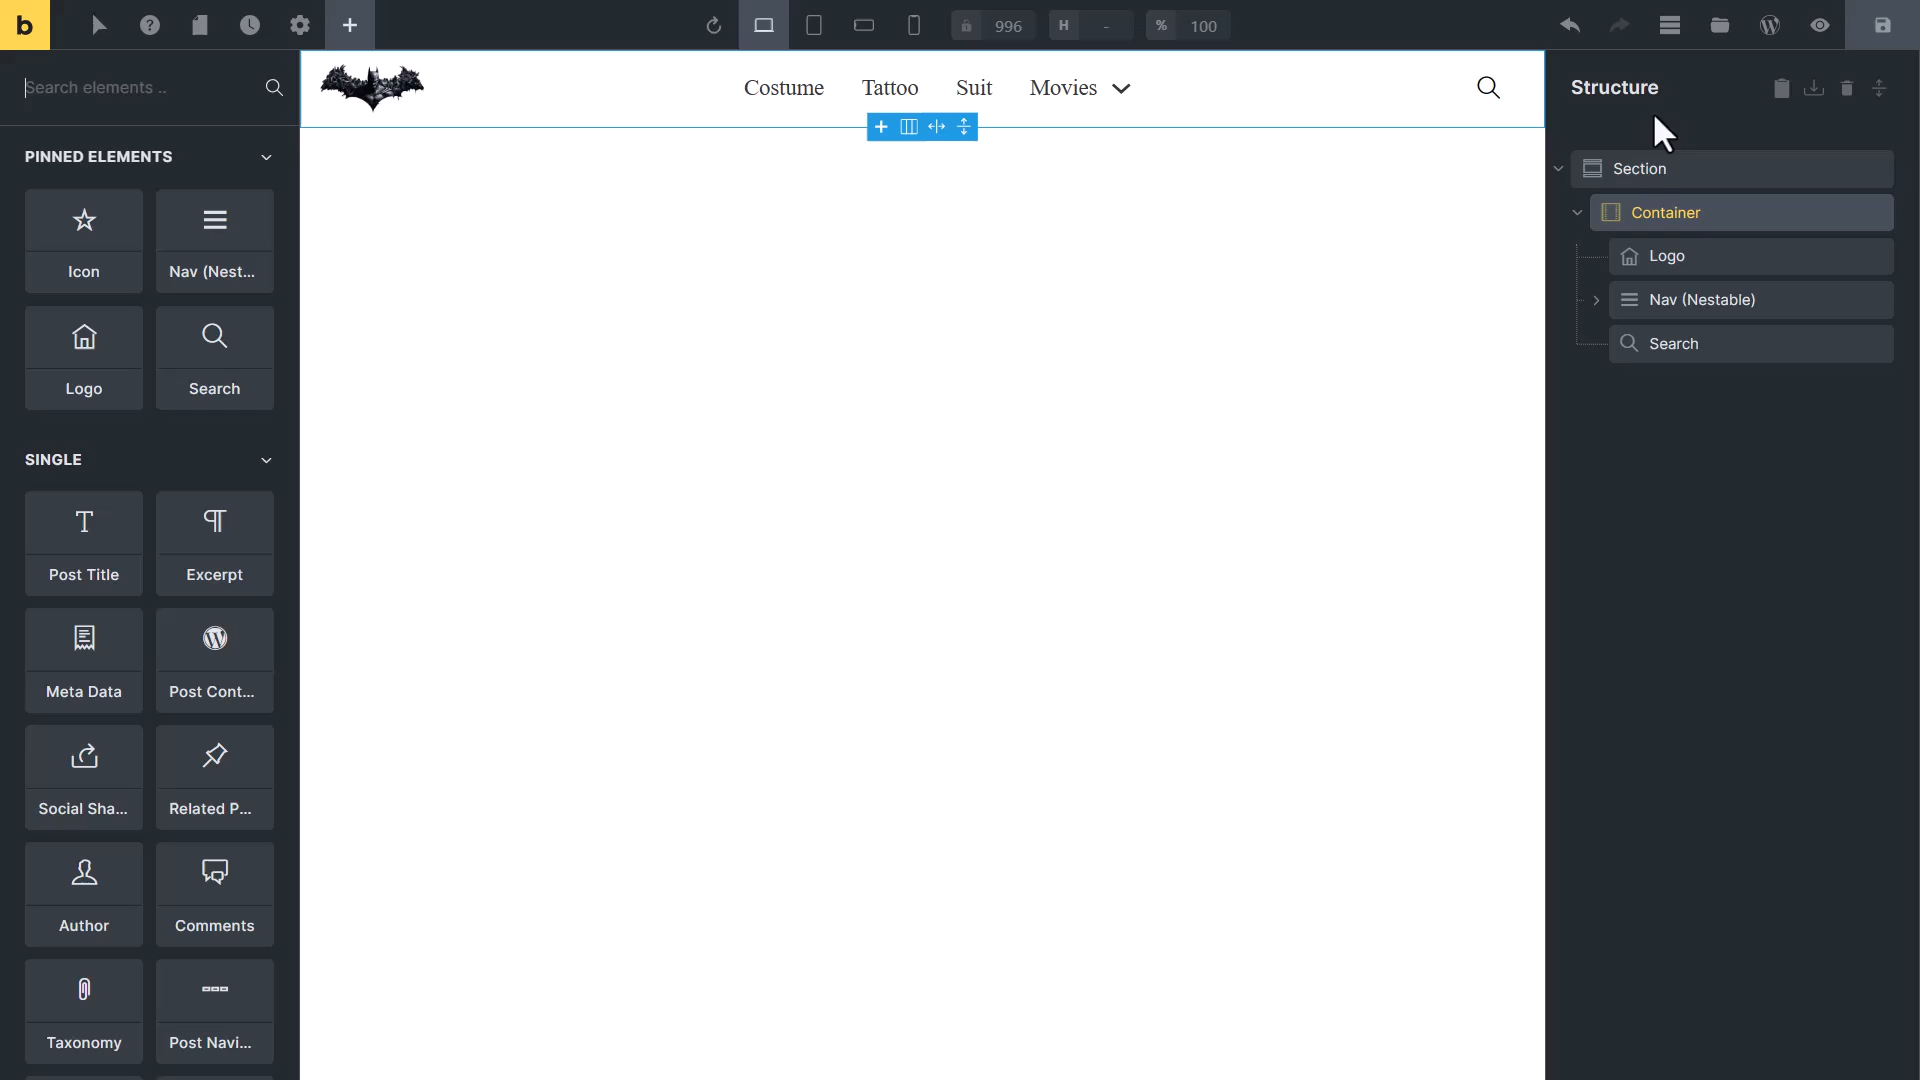 b
996
H
-
%
100
Search elements ..
Costume
Tattoo
Suit
Movies
Structure
PINNED ELEMENTS
Icon
Nav (Nest...
Logo
Search
SINGLE
Post Title
Excerpt
Meta Data
Post Cont...
Social Sha...
Related P...
Author
Comments
Taxonomy
Post Navi...
Section
Container
Logo
Nav (Nestable)
Search